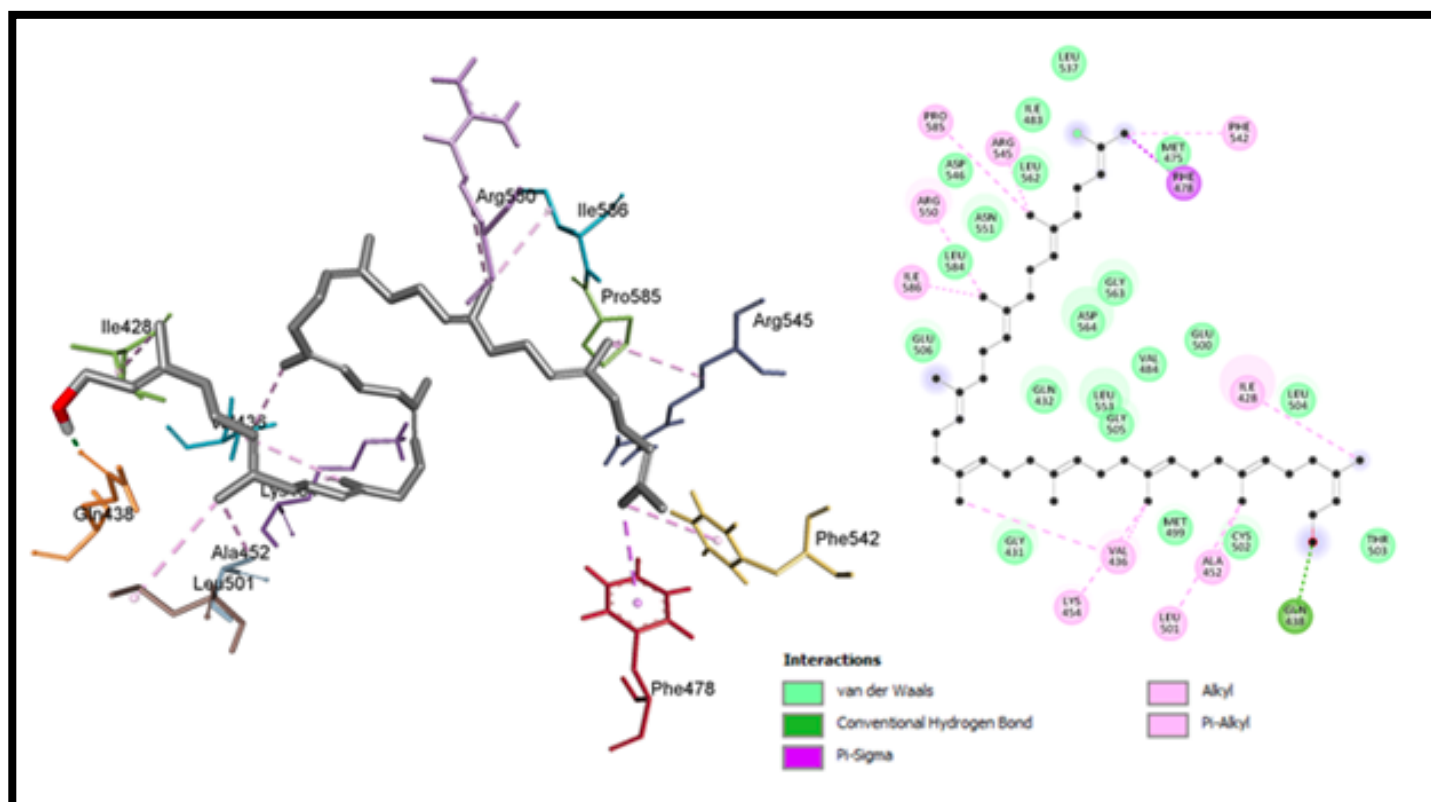 Arg550
Ile586
Pro585
Arg545
Ile428
Gln438
Ala452
Leu501
Phe542
Phe478
LEU
537
PRO
585
ILE
483
ARG
545
PHE
542
MET
475
ASP
546
LEU
562
PHE
478
ARG
550
ASN
551
LEU
584
ILE
586
GLY
563
ASP
564
GLU
506
GLU
500
VAL
484
GLN
432
LEU
553
ILE
428
LEU
504
GLY
505
GLY
431
MET
499
VAL
436
CYS
502
THR
503
ALA
452
LYS
454
LEU
501
GLN
438
Interactions
van der Waals
Conventional Hydrogen Bond
Pi-Sigma
Alkyl
Pi-Alkyl